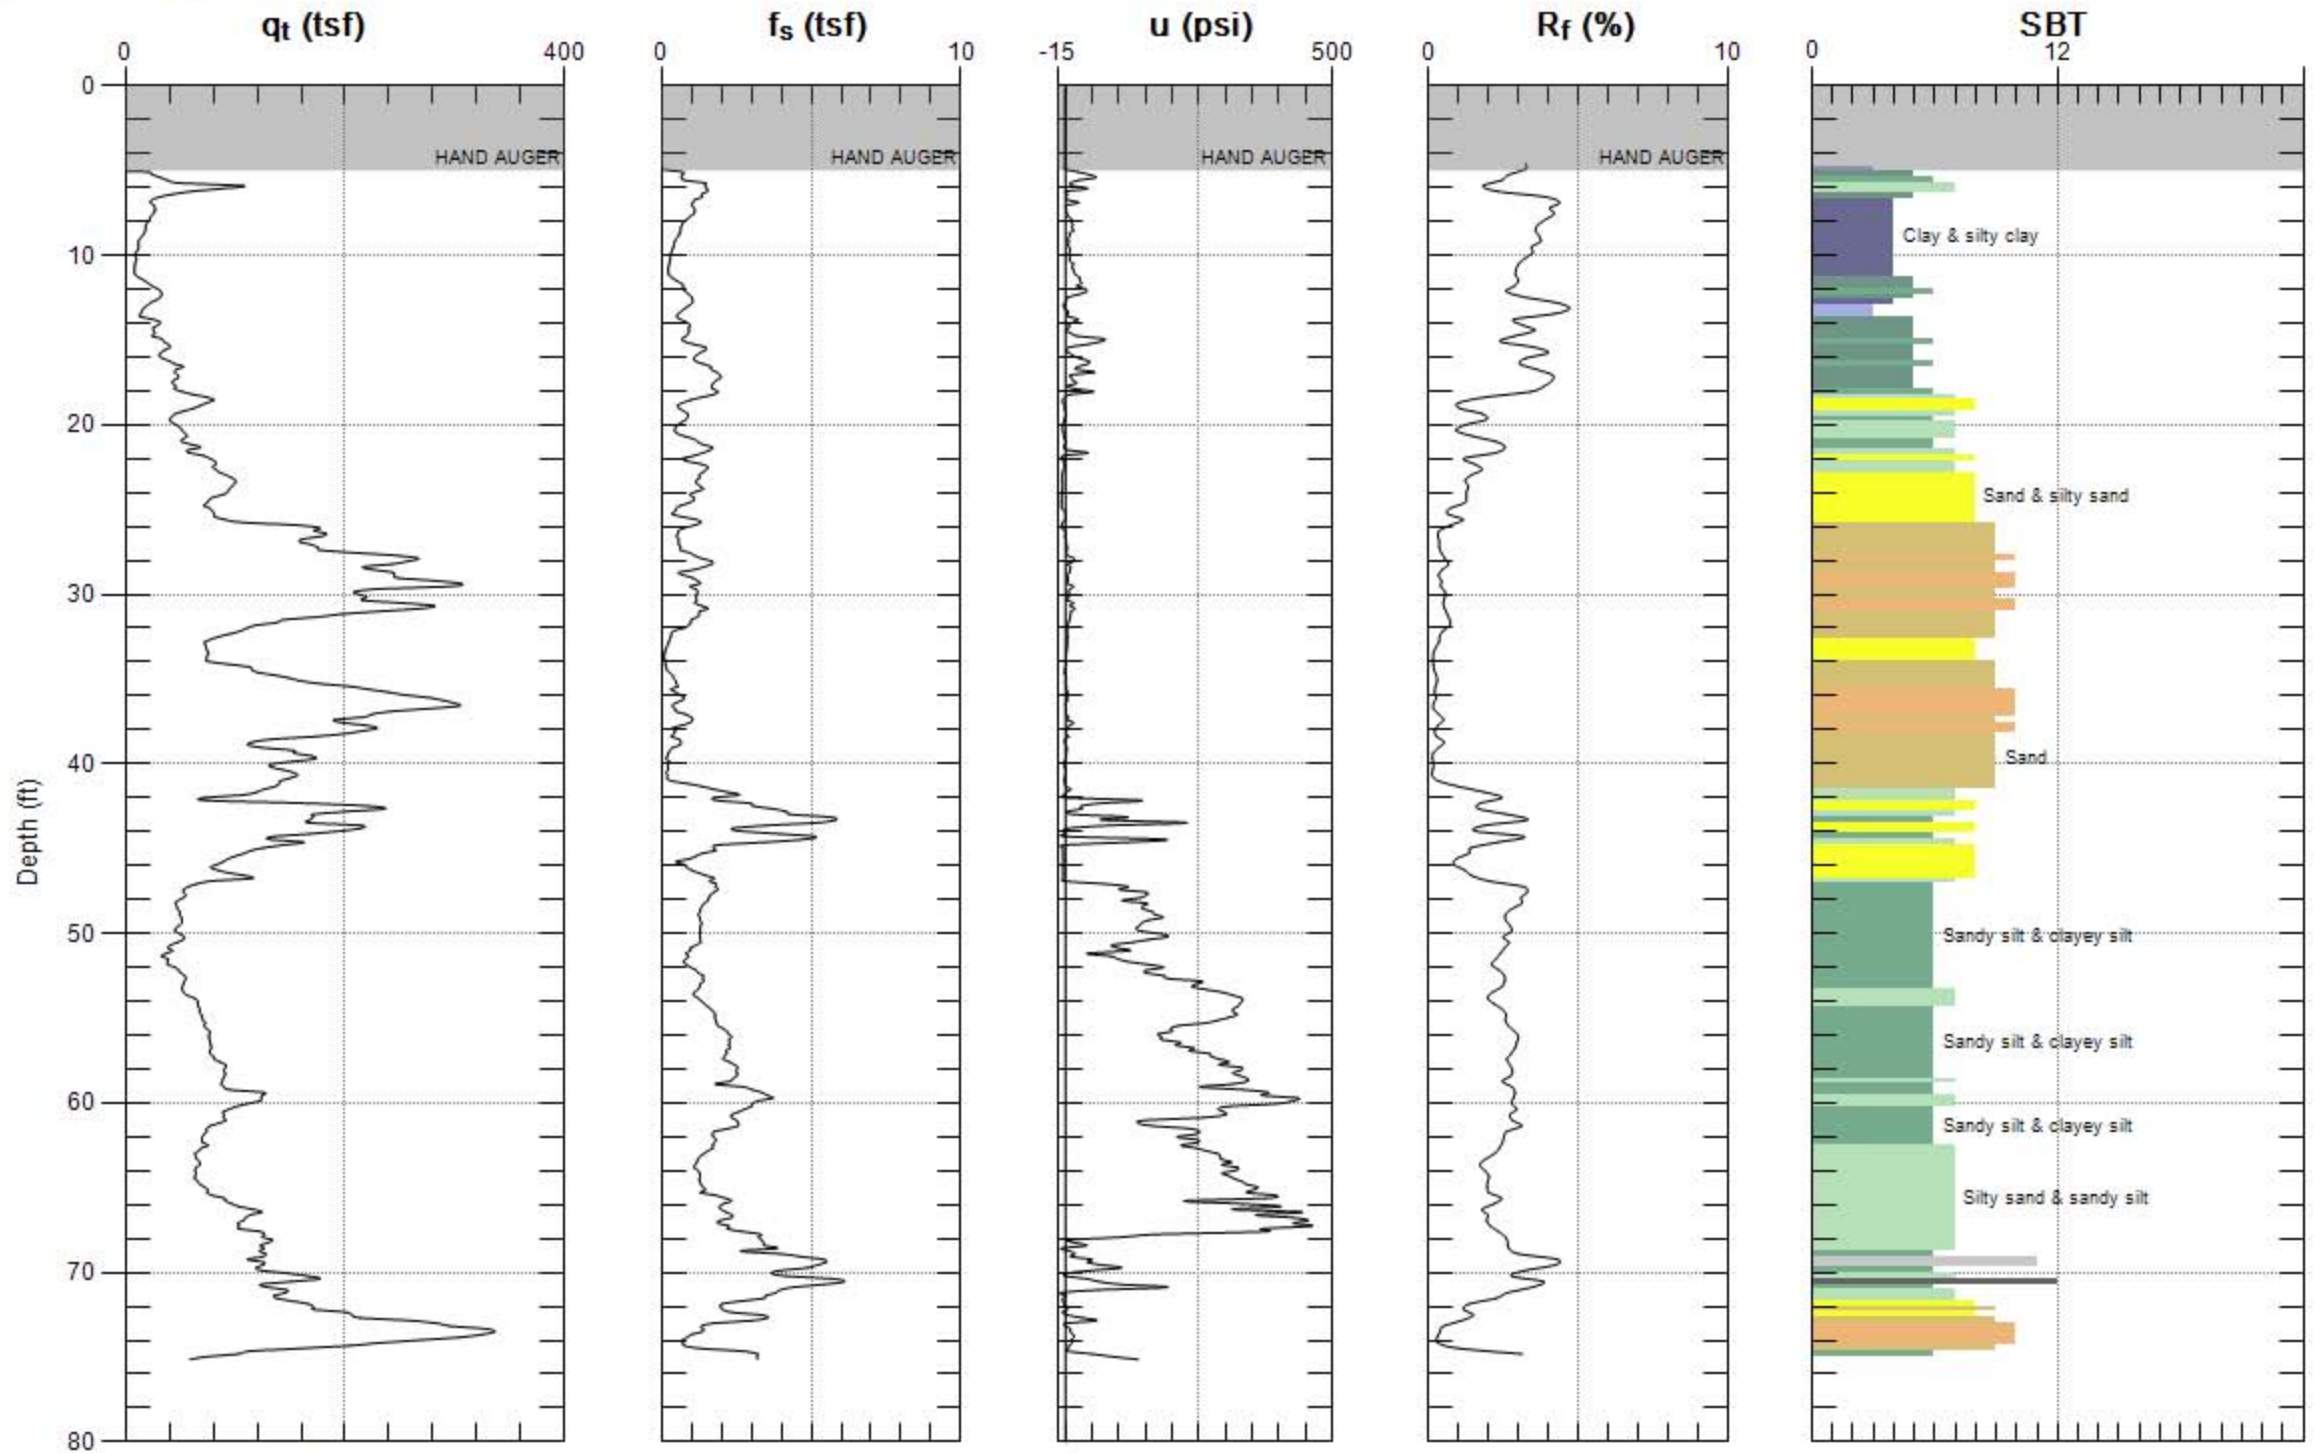 qt (tsf) fs (tsf) u (psi) Rf (%) SBT
0 400 0 10 -15 500 0 10 0 12
0
HAND AUGER HAND AUGER HAND AUGER HAND AUGER
Clay & silty clay
10
20
Sand & silty sand
30
Sand
40
Depth (ft)
50
Sandy silt & clayey silt
Sandy silt & clayey silt
60
Sandy silt & clayey silt
Silty sand & sandy silt
70
80